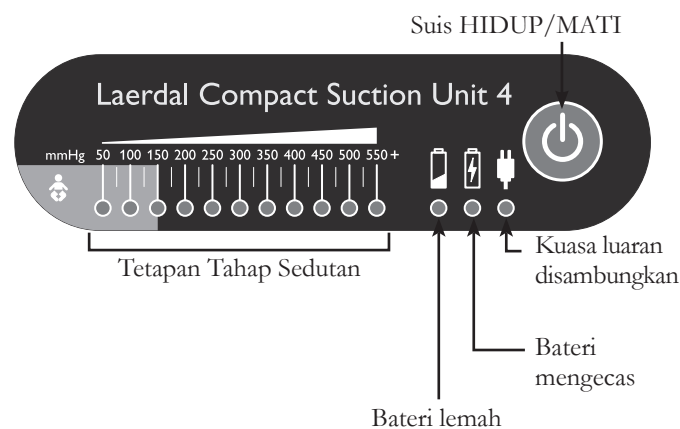 Suis HIDUP/MATI
Laerdal Compact Suction Unit 4
mmHg 50 100 150 200 250 300 350 400 450 500 550+
Tetapan Tahap Sedutan
Kuasa luaran
disambungkan
Bateri
mengecas
Bateri lemah